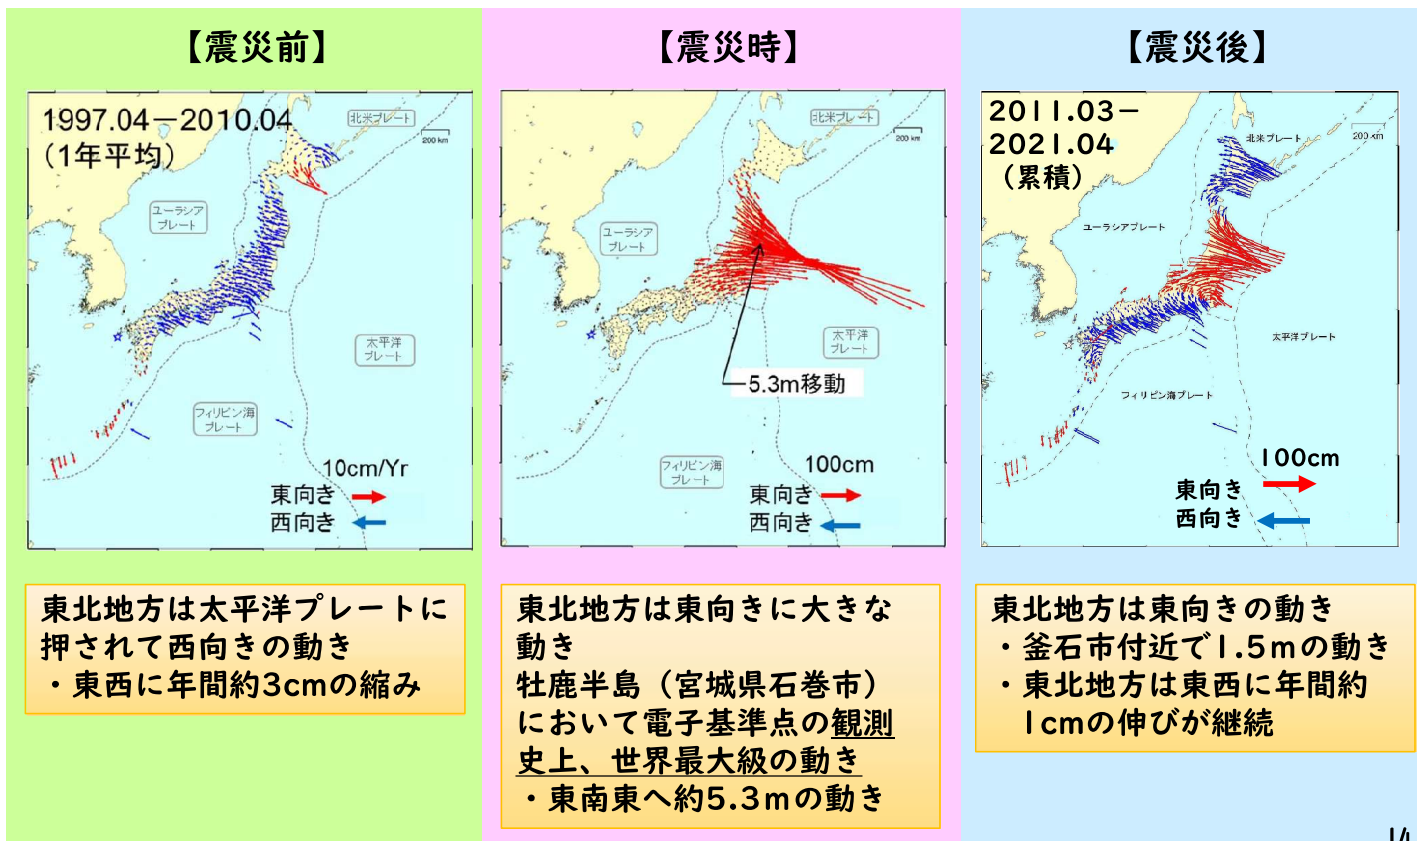 【震災前】
1997.04－2010.04
（1年平均）
北米プレート
200 km
ユーラシア
プレート
太平洋
プレート
フィリピン海
プレート
10cm/Yr
東向き
西向き
東北地方は太平洋プレートに
押されて西向きの動き
・東西に年間約3cmの縮み
【震災時】
北米プレート
200 km
ユーラシア
プレート
太平洋
プレート
5.3m移動
フィリピン海
プレート
100cm
東向き
西向き
東北地方は東向きに大きな
動き
牡鹿半島（宮城県石巻市）
において電子基準点の観測
史上、世界最大級の動き
・東南東へ約5.3mの動き
【震災後】
2011.03－
2021.04
（累積）
北米プレート
200 km
ユーラシアプレート
太平洋プレート
フィリピン海プレート
100cm
東向き
西向き
東北地方は東向きの動き
・釜石市付近で1.5mの動き
・東北地方は東西に年間約
1cmの伸びが継続
14